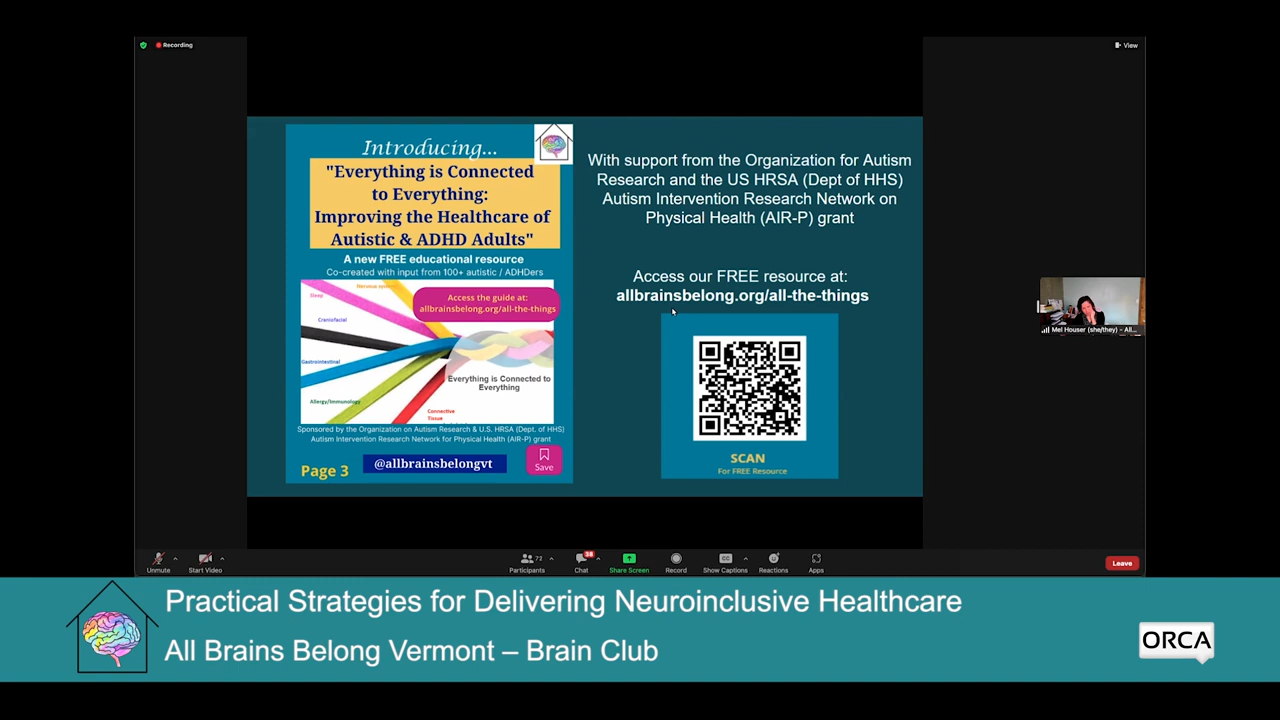 Recording
View
Introducing...
"Everything is Connected
to Everything:
Improving the Healthcare of
Autistic & ADHD Adults"
A new FREE educational resource
Co-created with input from 100+ autistic / ADHDers
Access the guide at:
allbrainsbelong.org/all-the-things
Nervous system
Sleep
Craniofacial
Gastrointestinal
Allergy/Immunology
Connective
Tissue
Everything is Connected to
Everything
Sponsored by the Organization on Autism Research & U.S. HRSA (Dept. of HHS)
Autism Intervention Research Network for Physical Health (AIR-P) grant
Page 3
@allbrainsbelongvt
Save
With support from the Organization for Autism
Research and the US HRSA (Dept of HHS)
Autism Intervention Research Network on
Physical Health (AIR-P) grant
Access our FREE resource at:
allbrainsbelong.org/all-the-things
SCAN
For FREE Resource
Mel Houser (she/they) - All...
Unmute
Start Video
72
Participants
38
Chat
Share Screen
Record
CC
Show Captions
Reactions
Apps
Leave
Practical Strategies for Delivering Neuroinclusive Healthcare
All Brains Belong Vermont – Brain Club
ORCA